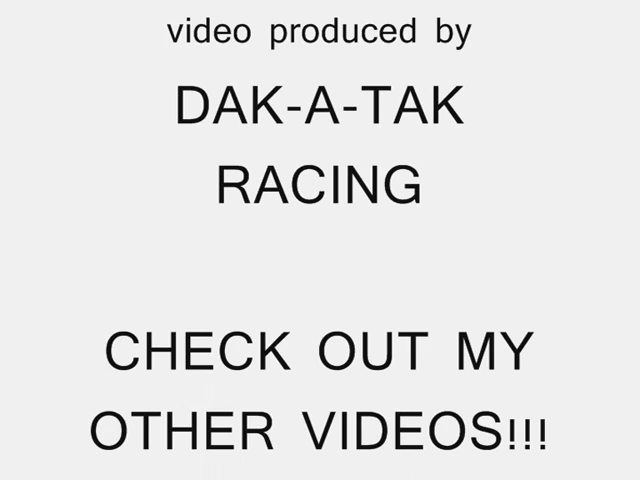 video produced by
DAK-A-TAK
RACING
CHECK OUT MY
OTHER VIDEOS!!!